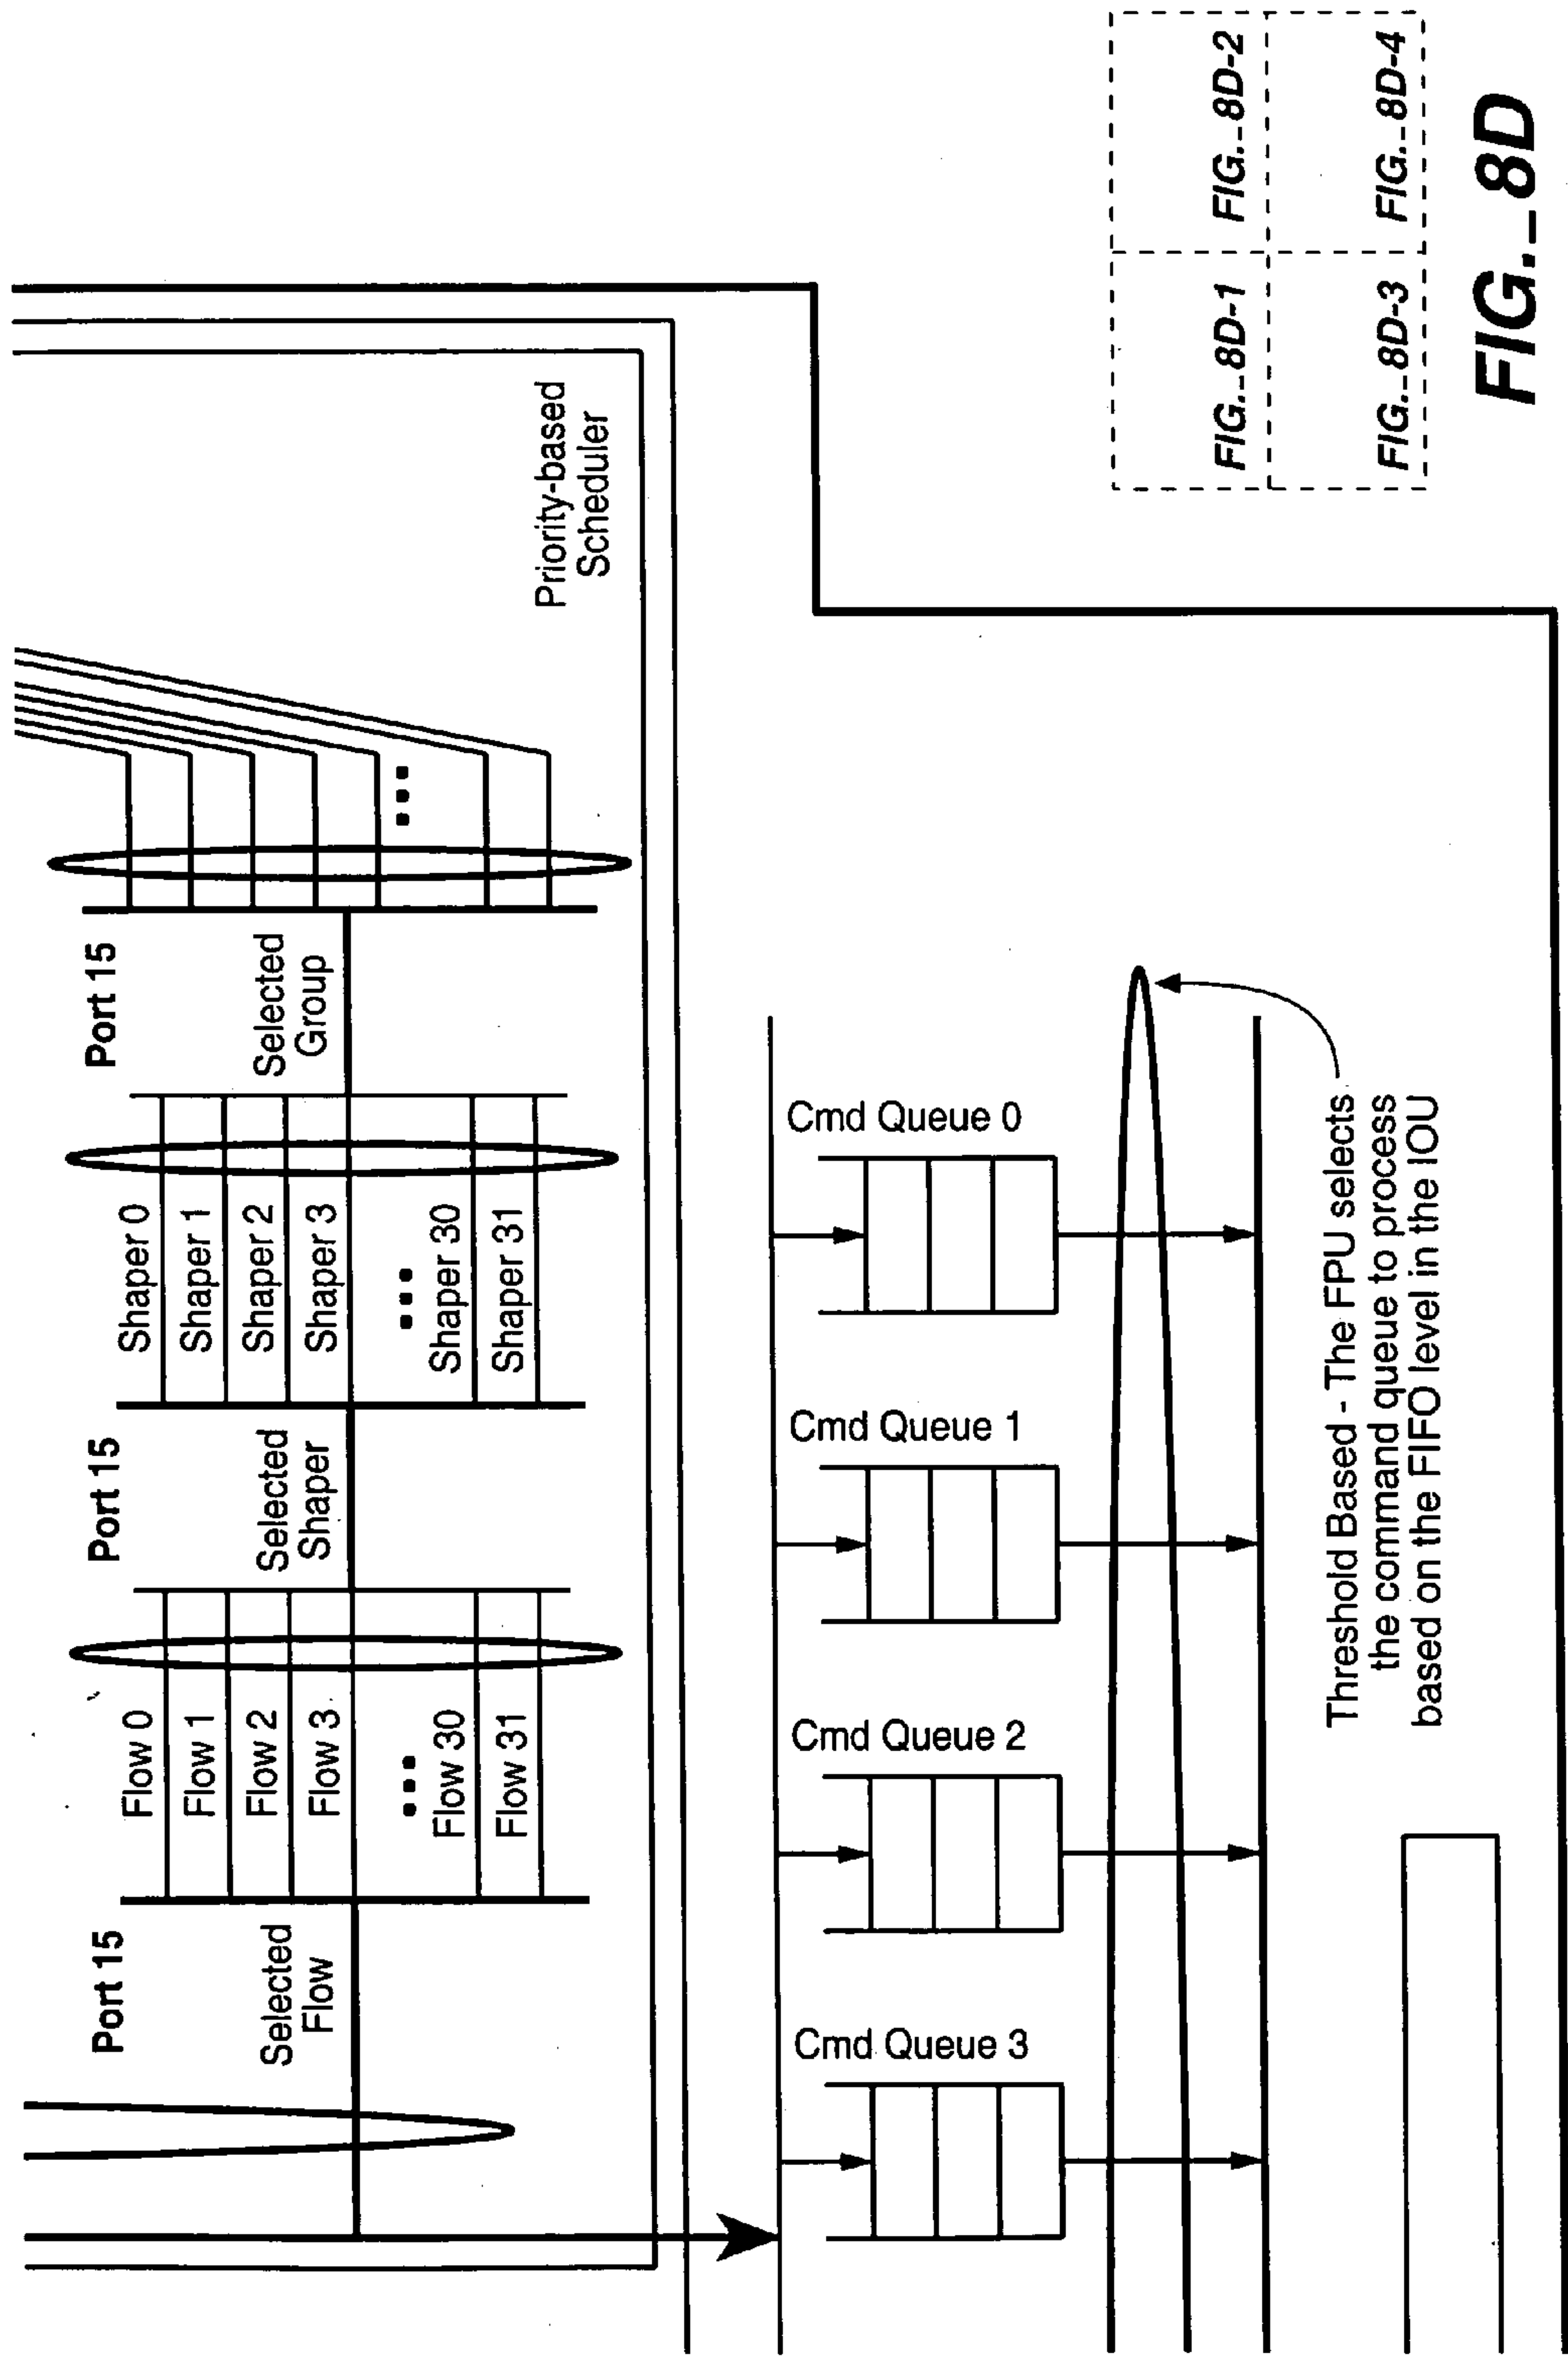 Port 15
Selected
Flow
Flow 0
Flow 1
Flow 2
Flow 3
...
Flow 30
Flow 31
Port 15
Selected
Shaper
Shaper 0
Shaper 1
Shaper 2
Shaper 3
...
Shaper 30
Shaper 31
Port 15
Selected
Group
...
Priority-based
Scheduler
Cmd Queue 3
Cmd Queue 2
Cmd Queue 1
Cmd Queue 0
Threshold Based - The FPU selects
the command queue to process
based on the FIFO level in the IOU
FIG._8D-1 FIG._8D-2
FIG._8D-3 FIG._8D-4
FIG._8D